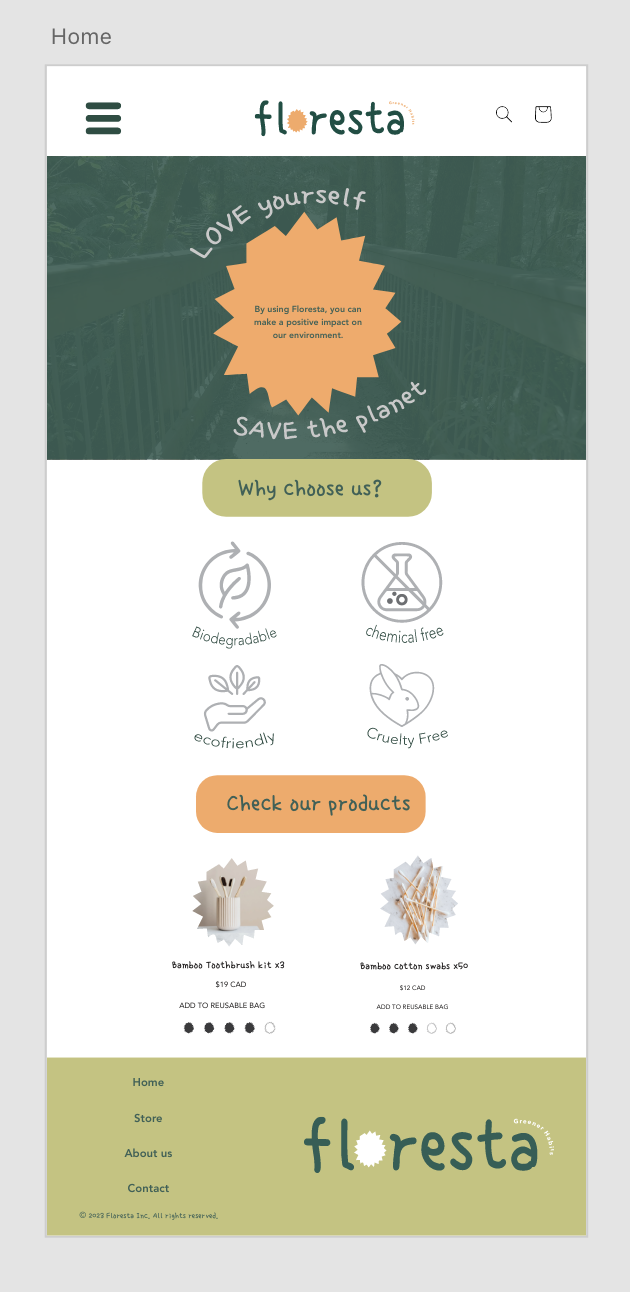 Home
floresta
Greener Habits
LOVE yourself
By using Floresta, you can
make a positive impact on
our environment.
SAVE the planet
Why choose us?
Biodegradable
chemical free
ecofriendly
Cruelty Free
Check our products
Bamboo Toothbrush kit x3
$19 CAD
ADD TO REUSABLE BAG
Bamboo cotton swabs x50
$12 CAD
ADD TO REUSABLE BAG
Home
Store
About us
Contact
© 2023 Floresta Inc. All rights reserved.
floresta
Greener Habits